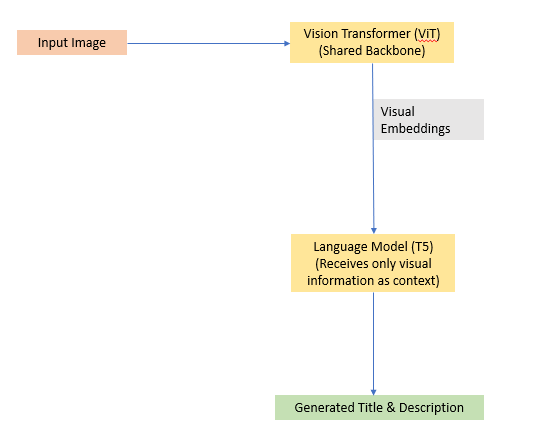 Input Image
Vision Transformer (ViT)
(Shared Backbone)
Visual
Embeddings
Language Model (T5)
(Receives only visual
information as context)
Generated Title & Description